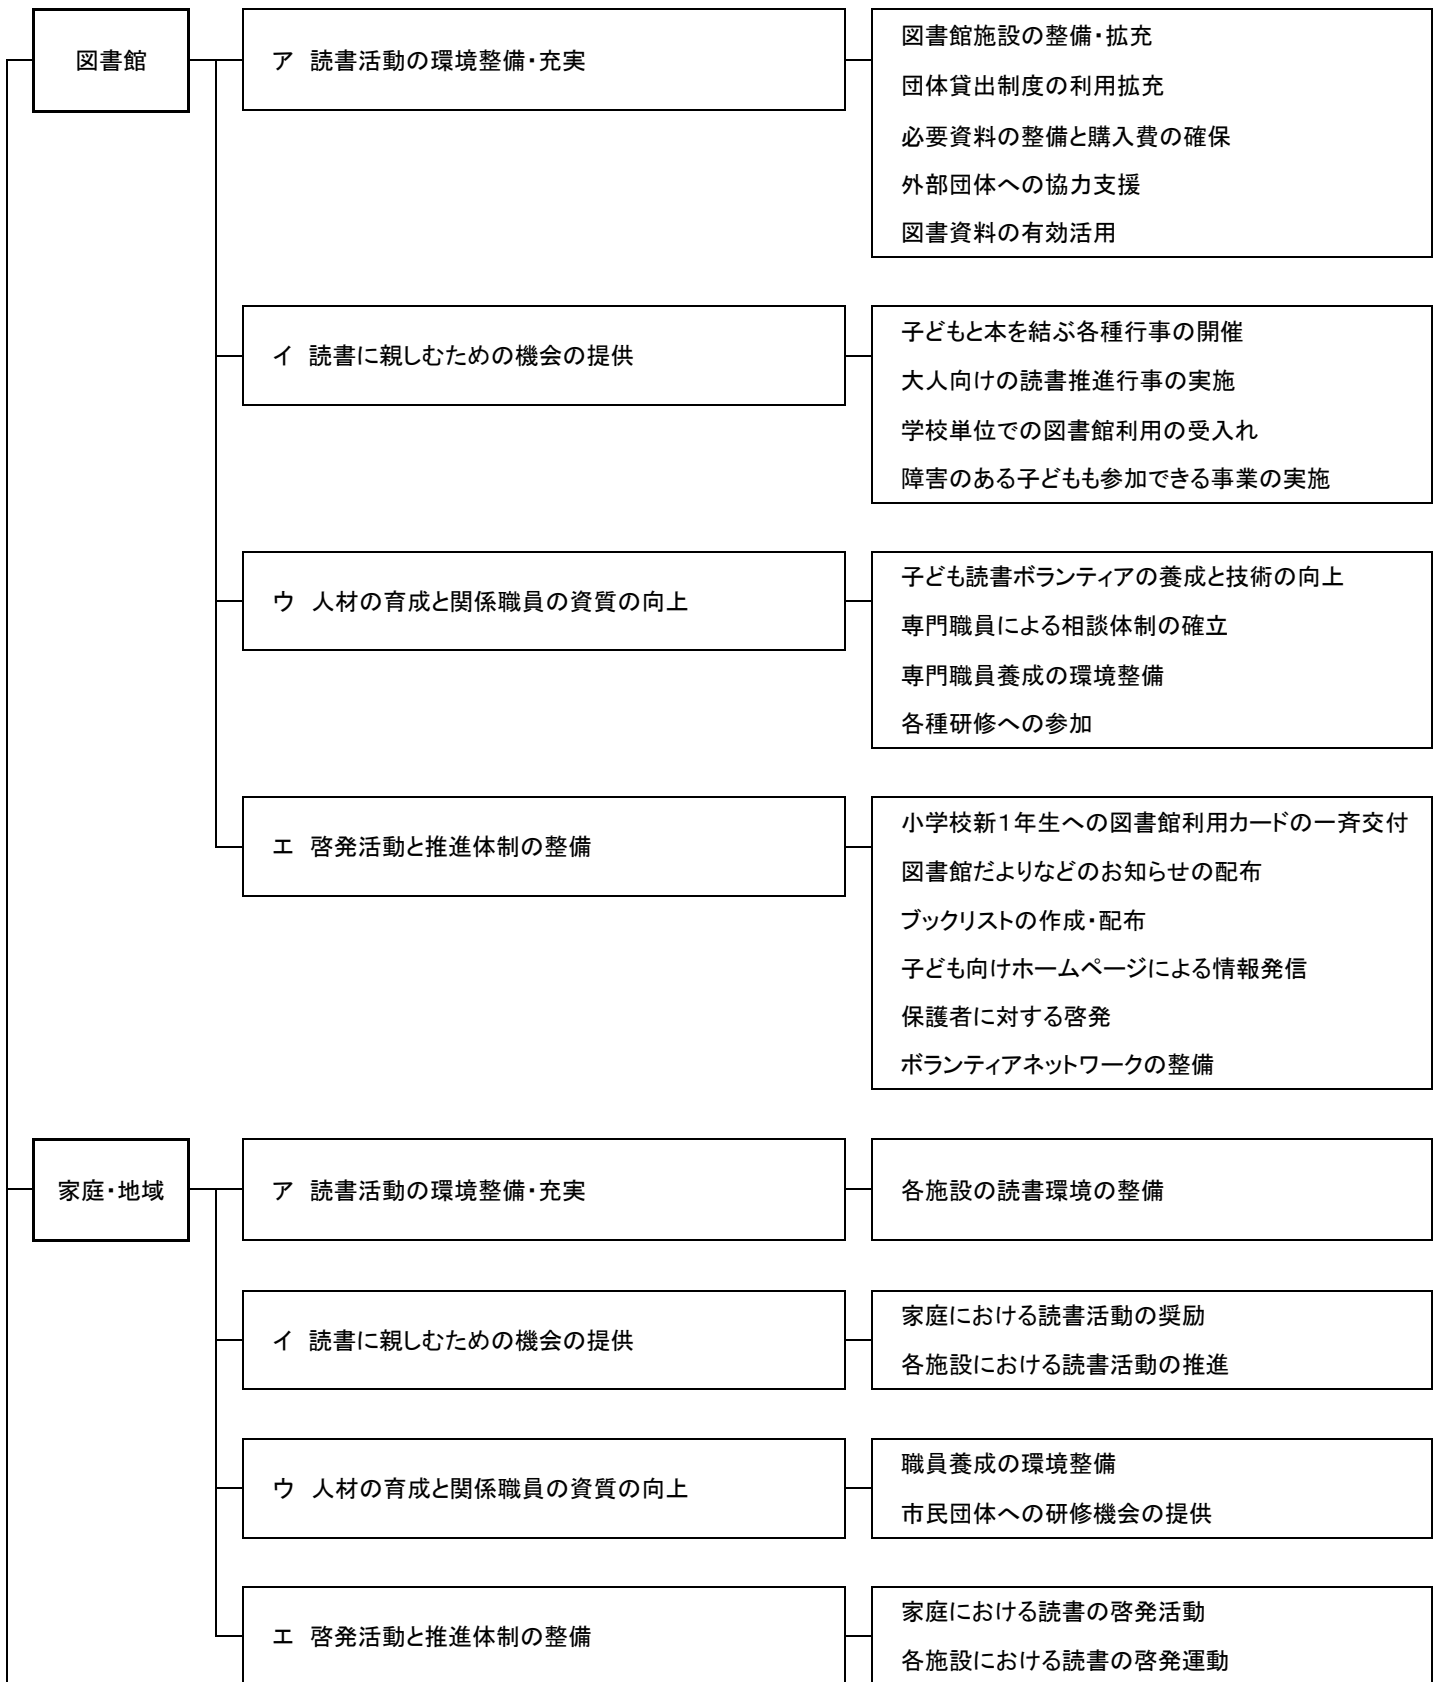 図書館
ア 読書活動の環境整備・充実
図書館施設の整備・拡充
団体貸出制度の利用拡充
必要資料の整備と購入費の確保
外部団体への協力支援
図書資料の有効活用
イ 読書に親しむための機会の提供
子どもと本を結ぶ各種行事の開催
大人向けの読書推進行事の実施
学校単位での図書館利用の受入れ
障害のある子どもも参加できる事業の実施
ウ 人材の育成と関係職員の資質の向上
子ども読書ボランティアの養成と技術の向上
専門職員による相談体制の確立
専門職員養成の環境整備
各種研修への参加
エ 啓発活動と推進体制の整備
小学校新1年生への図書館利用カードの一斉交付
図書館だよりなどのお知らせの配布
ブックリストの作成・配布
子ども向けホームページによる情報発信
保護者に対する啓発
ボランティアネットワークの整備
家庭・地域
ア 読書活動の環境整備・充実
各施設の読書環境の整備
イ 読書に親しむための機会の提供
家庭における読書活動の奨励
各施設における読書活動の推進
ウ 人材の育成と関係職員の資質の向上
職員養成の環境整備
市民団体への研修機会の提供
エ 啓発活動と推進体制の整備
家庭における読書の啓発活動
各施設における読書の啓発運動